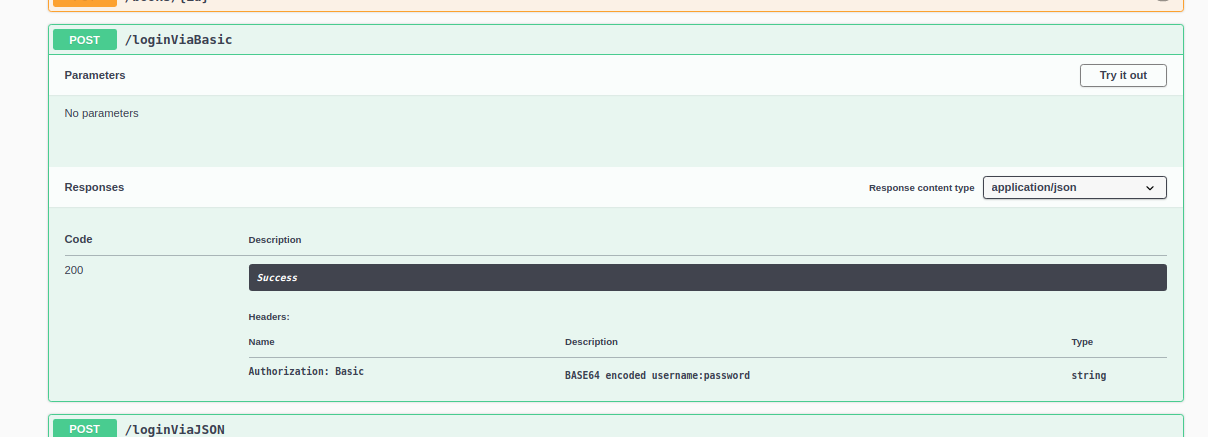 POST /loginViaBasic
Parameters
Try it out
No parameters
Responses
Response content type
application/json
Code
Description
200
Success
Headers:
Name Description Type
Authorization: Basic BASE64 encoded username:password string
POST /loginViaJSON